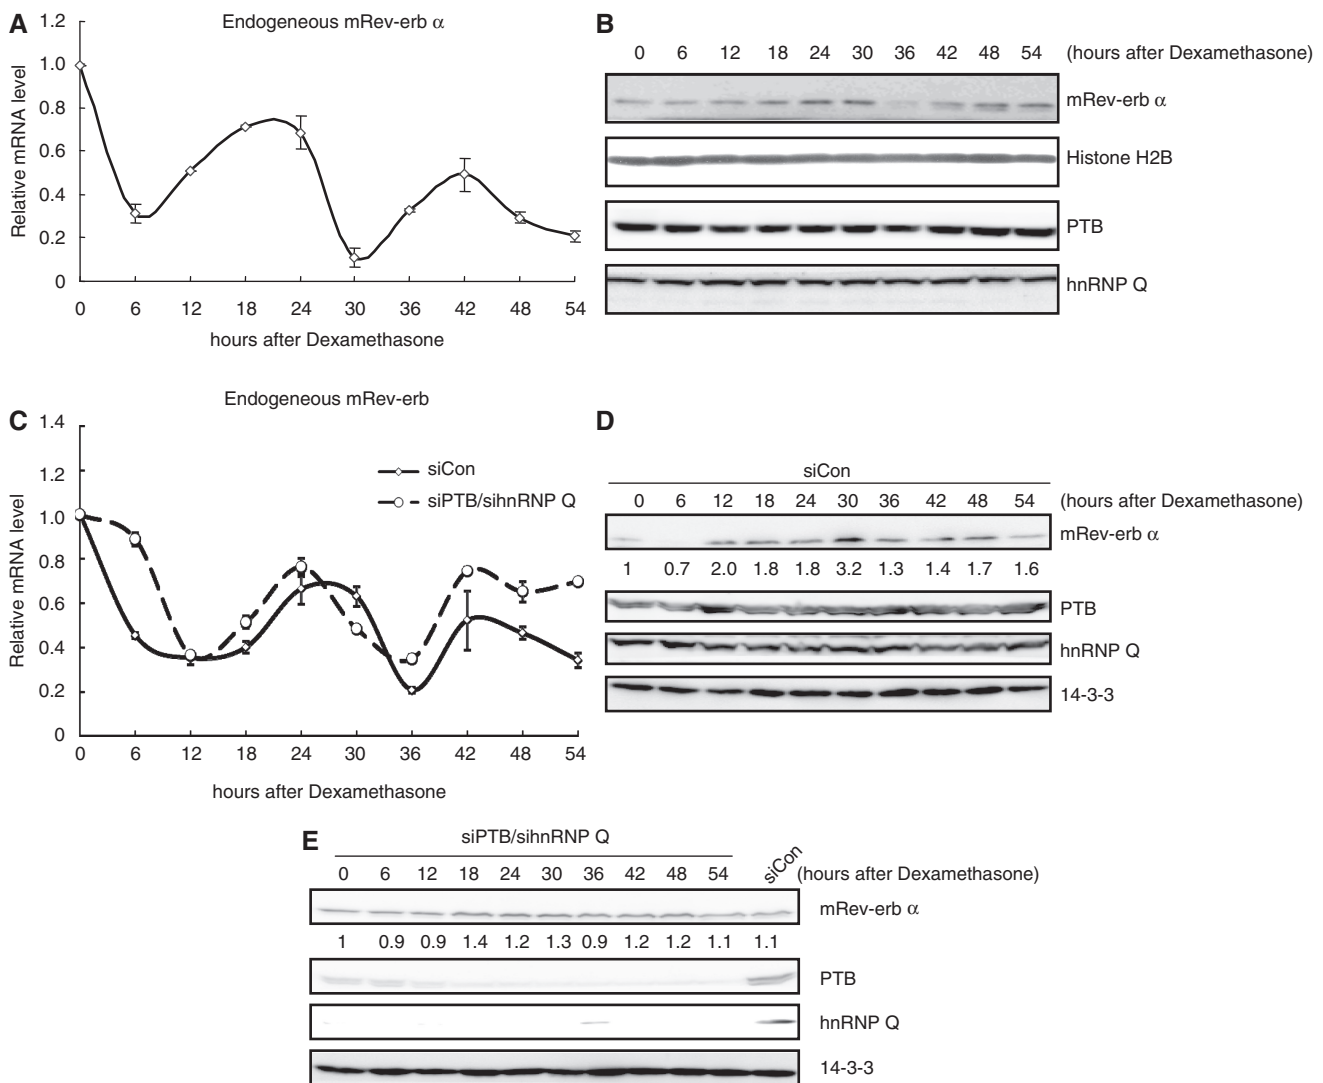 A
Endogeneous mRev-erb α
Relative mRNA level
1.2
1.0
0.8
0.6
0.4
0.2
0
0 6 12 18 24 30 36 42 48 54
hours after Dexamethasone
B
0 6 12 18 24 30 36 42 48 54 (hours after Dexamethasone)
mRev-erb α
Histone H2B
PTB
hnRNP Q
C
Endogeneous mRev-erb
Relative mRNA level
1.4
1.2
1.0
0.8
0.6
0.4
0.2
0
siCon
siPTB/sihnRNP Q
0 6 12 18 24 30 36 42 48 54
hours after Dexamethasone
D
siCon
0 6 12 18 24 30 36 42 48 54 (hours after Dexamethasone)
mRev-erb α
1 0.7 2.0 1.8 1.8 3.2 1.3 1.4 1.7 1.6
PTB
hnRNP Q
14-3-3
E
siPTB/sihnRNP Q
0 6 12 18 24 30 36 42 48 54 siCon (hours after Dexamethasone)
mRev-erb α
1 0.9 0.9 1.4 1.2 1.3 0.9 1.2 1.2 1.1 1.1
PTB
hnRNP Q
14-3-3